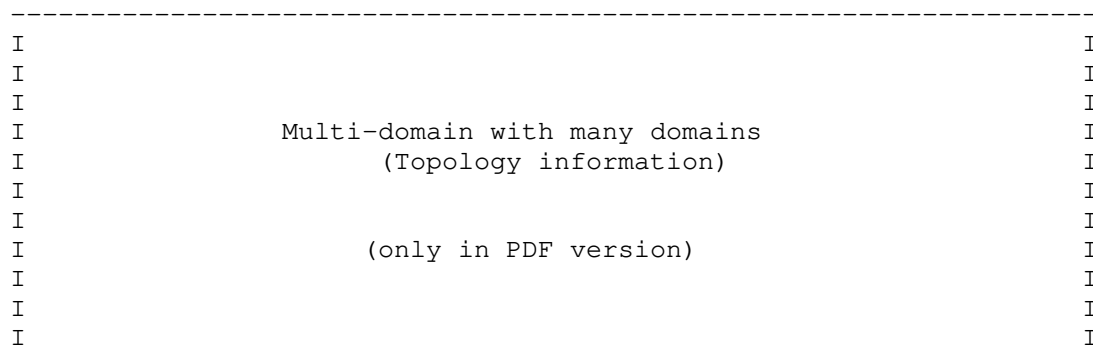 ----------------------------------------------------------------------
I                                                                    I
I                                                                    I
I                                                                    I
I                 Multi-domain with many domains                     I
I                       (Topology information)                       I
I                                                                    I
I                                                                    I
I                      (only in PDF version)                         I
I                                                                    I
I                                                                    I
I                                                                    I